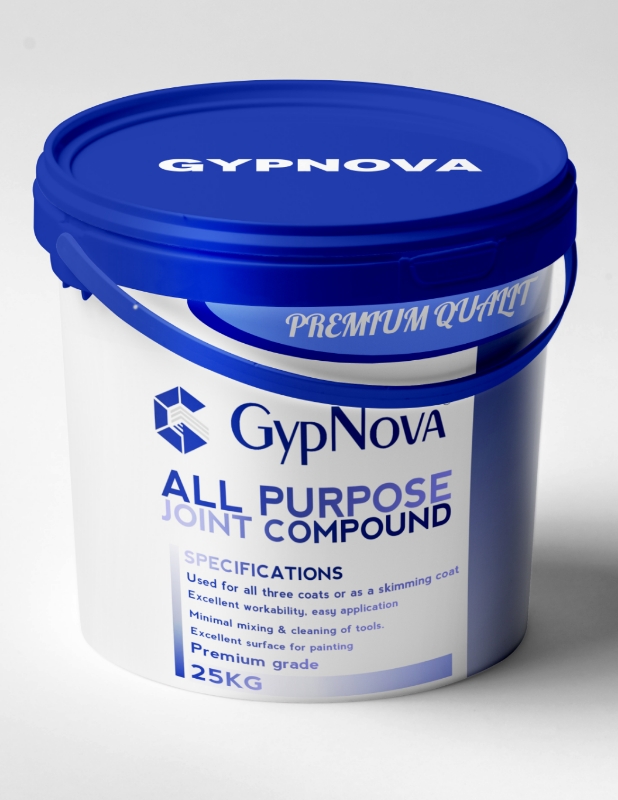 GYPNOVA
PREMIUM QUALIT
GYPNOVA
ALL PURPOSE
JOINT COMPOUND
SPECIFICATIONS
Used for all three coats or as a skimming coat
Excellent workability, easy application
Minimal mixing & cleaning of tools.
Excellent surface for painting
Premium grade
25KG